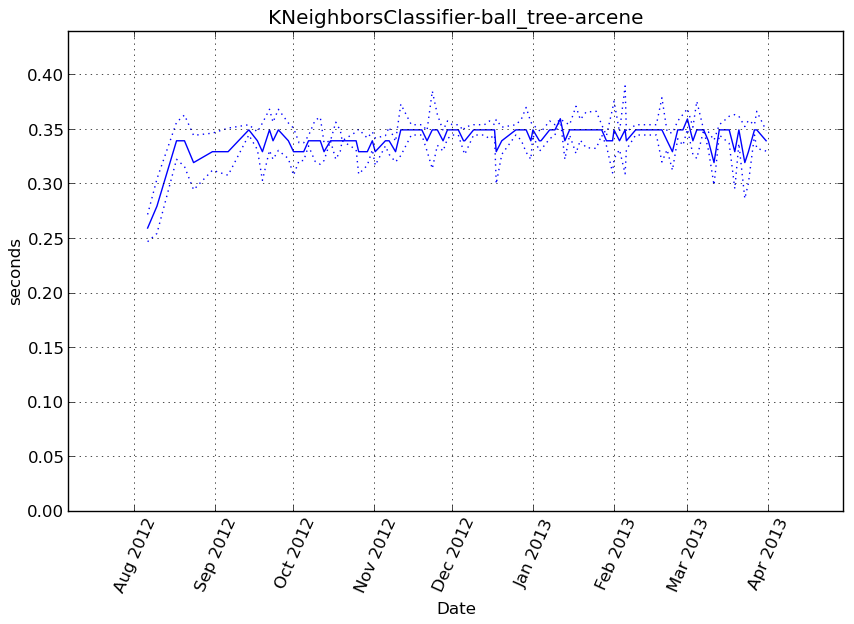 KNeighborsClassifier-ball_tree-arcene
0.40
0.35
0.30
0.25
0.20
0.15
0.10
0.05
0.00
seconds
Aug 2012
Sep 2012
Oct 2012
Nov 2012
Dec 2012
Jan 2013
Feb 2013
Mar 2013
Apr 2013
Date